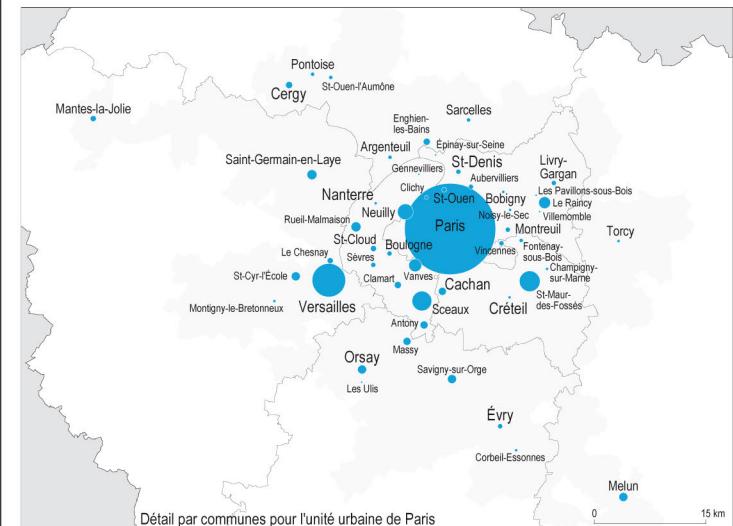 Pontoise
St-Ouen-l'Aumône
Cergy
Mantes-la-Jolie
Sarcelles
Enghien-
les-Bains
Épinay-sur-Seine
Argenteuil
Saint-Germain-en-Laye
St-Denis
Livry-
Gargan
Gennevilliers
Aubervilliers
Clichy
Les Pavillons-sous-Bois
Nanterre
St-Ouen
Bobigny
Le Raincy
Neuilly
Noisy-le-Sec
Villemomble
Rueil-Malmaison
Paris
Montreuil
Torcy
St-Cloud
Boulogne
Vincennes
Fontenay-
sous-Bois
Le Chesnay
Sèvres
Champigny-
sur-Marne
St-Cyr-l'École
Clamart
Vanves
Cachan
St-Maur-
des-Fossés
Montigny-le-Bretonneux
Versailles
Sceaux
Créteil
Antony
Massy
Orsay
Savigny-sur-Orge
Les Ulis
Évry
Corbeil-Essonnes
Melun
Détail par communes pour l'unité urbaine de Paris
0 15 km